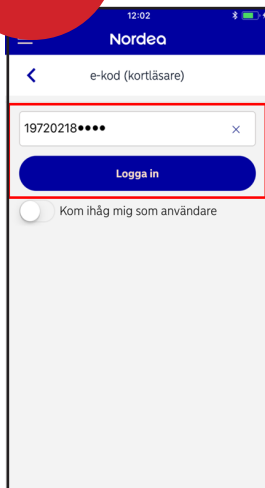 12:02
Nordea
e-kod (kortläsare)
19720218••••
Logga in
Kom ihåg mig som användare